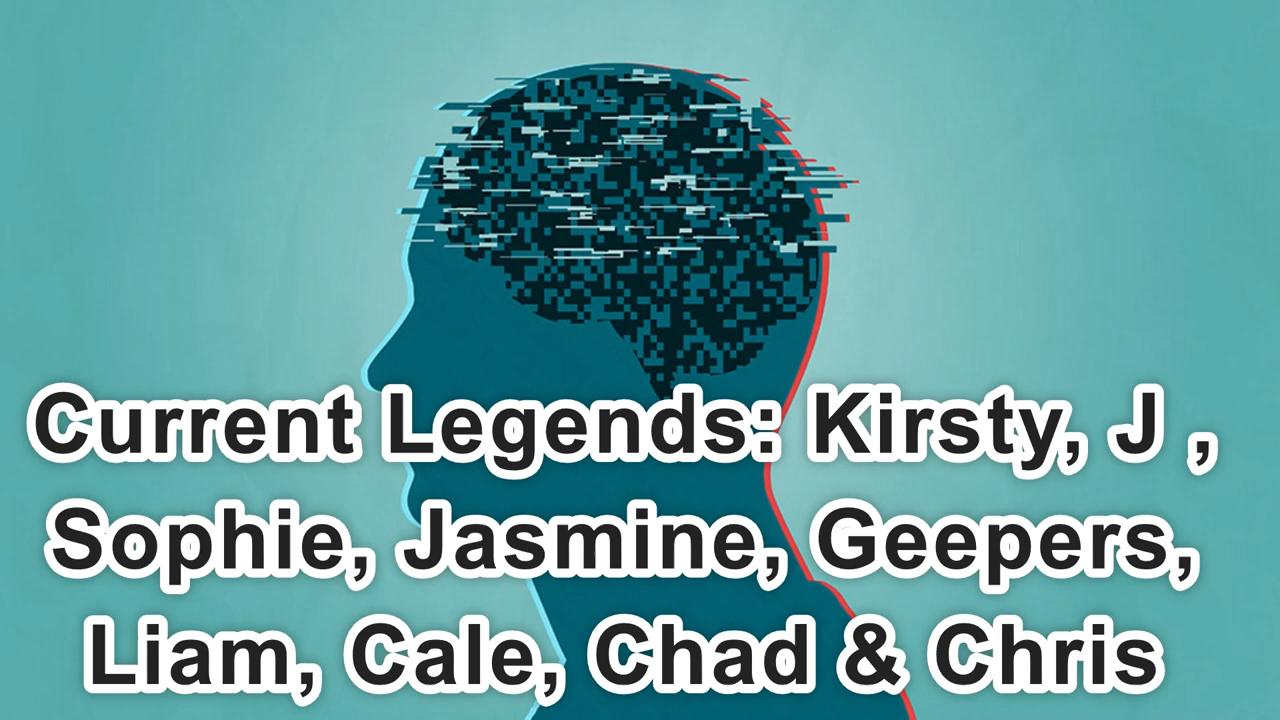 Current Legends: Kirsty, J ,
Sophie, Jasmine, Geepers,
Liam, Cale, Chad & Chris